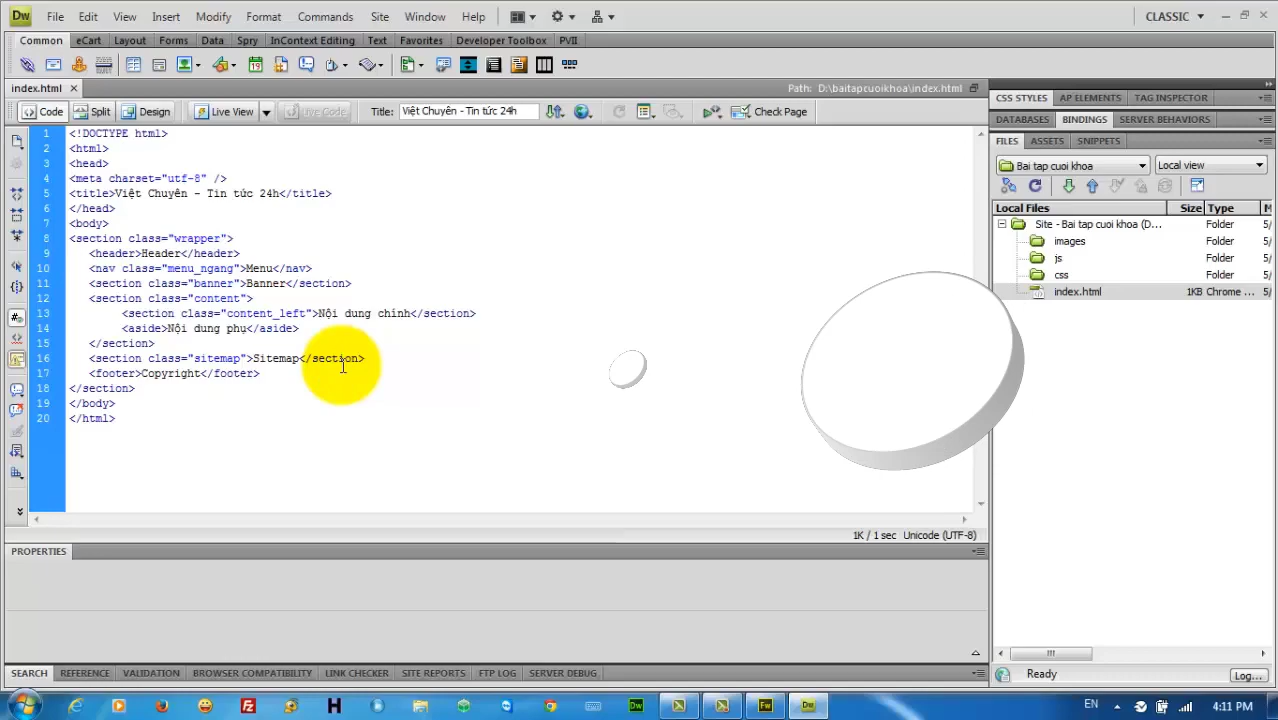 Dw File Edit View Insert Modify Format Commands Site Window Help CLASSIC
Common eCart Layout Forms Data Spry InContext Editing Text Favorites Developer Toolbox PVII
index.html Path: D:\baitapcuoikhoa\index.html
Code Split Design Live View Live Code Title: Việt Chuyên - Tin tức 24h Check Page
1 <!DOCTYPE html>
2 <html>
3 <head>
4 <meta charset="utf-8" />
5 <title>Việt Chuyên - Tin tức 24h</title>
6 </head>
7 <body>
8 <section class="wrapper">
9 <header>Header</header>
10 <nav class="menu_ngang">Menu</nav>
11 <section class="banner">Banner</section>
12 <section class="content">
13 <section class="content_left">Nội dung chính</section>
14 <aside>Nội dung phụ</aside>
15 </section>
16 <section class="sitemap">Sitemap</section>
17 <footer>Copyright</footer>
18 </section>
19 </body>
20 </html>
1K / 1 sec Unicode (UTF-8)
PROPERTIES
SEARCH REFERENCE VALIDATION BROWSER COMPATIBILITY LINK CHECKER SITE REPORTS FTP LOG SERVER DEBUG
CSS STYLES AP ELEMENTS TAG INSPECTOR
DATABASES BINDINGS SERVER BEHAVIORS
FILES ASSETS SNIPPETS
Bai tap cuoi khoa Local view
Local Files Size Type M
Site - Bai tap cuoi khoa (D... Folder 5/
images Folder 5/
js Folder 5/
css Folder 5/
index.html 1KB Chrome ... 5/
Ready Log...
EN 4:11 PM